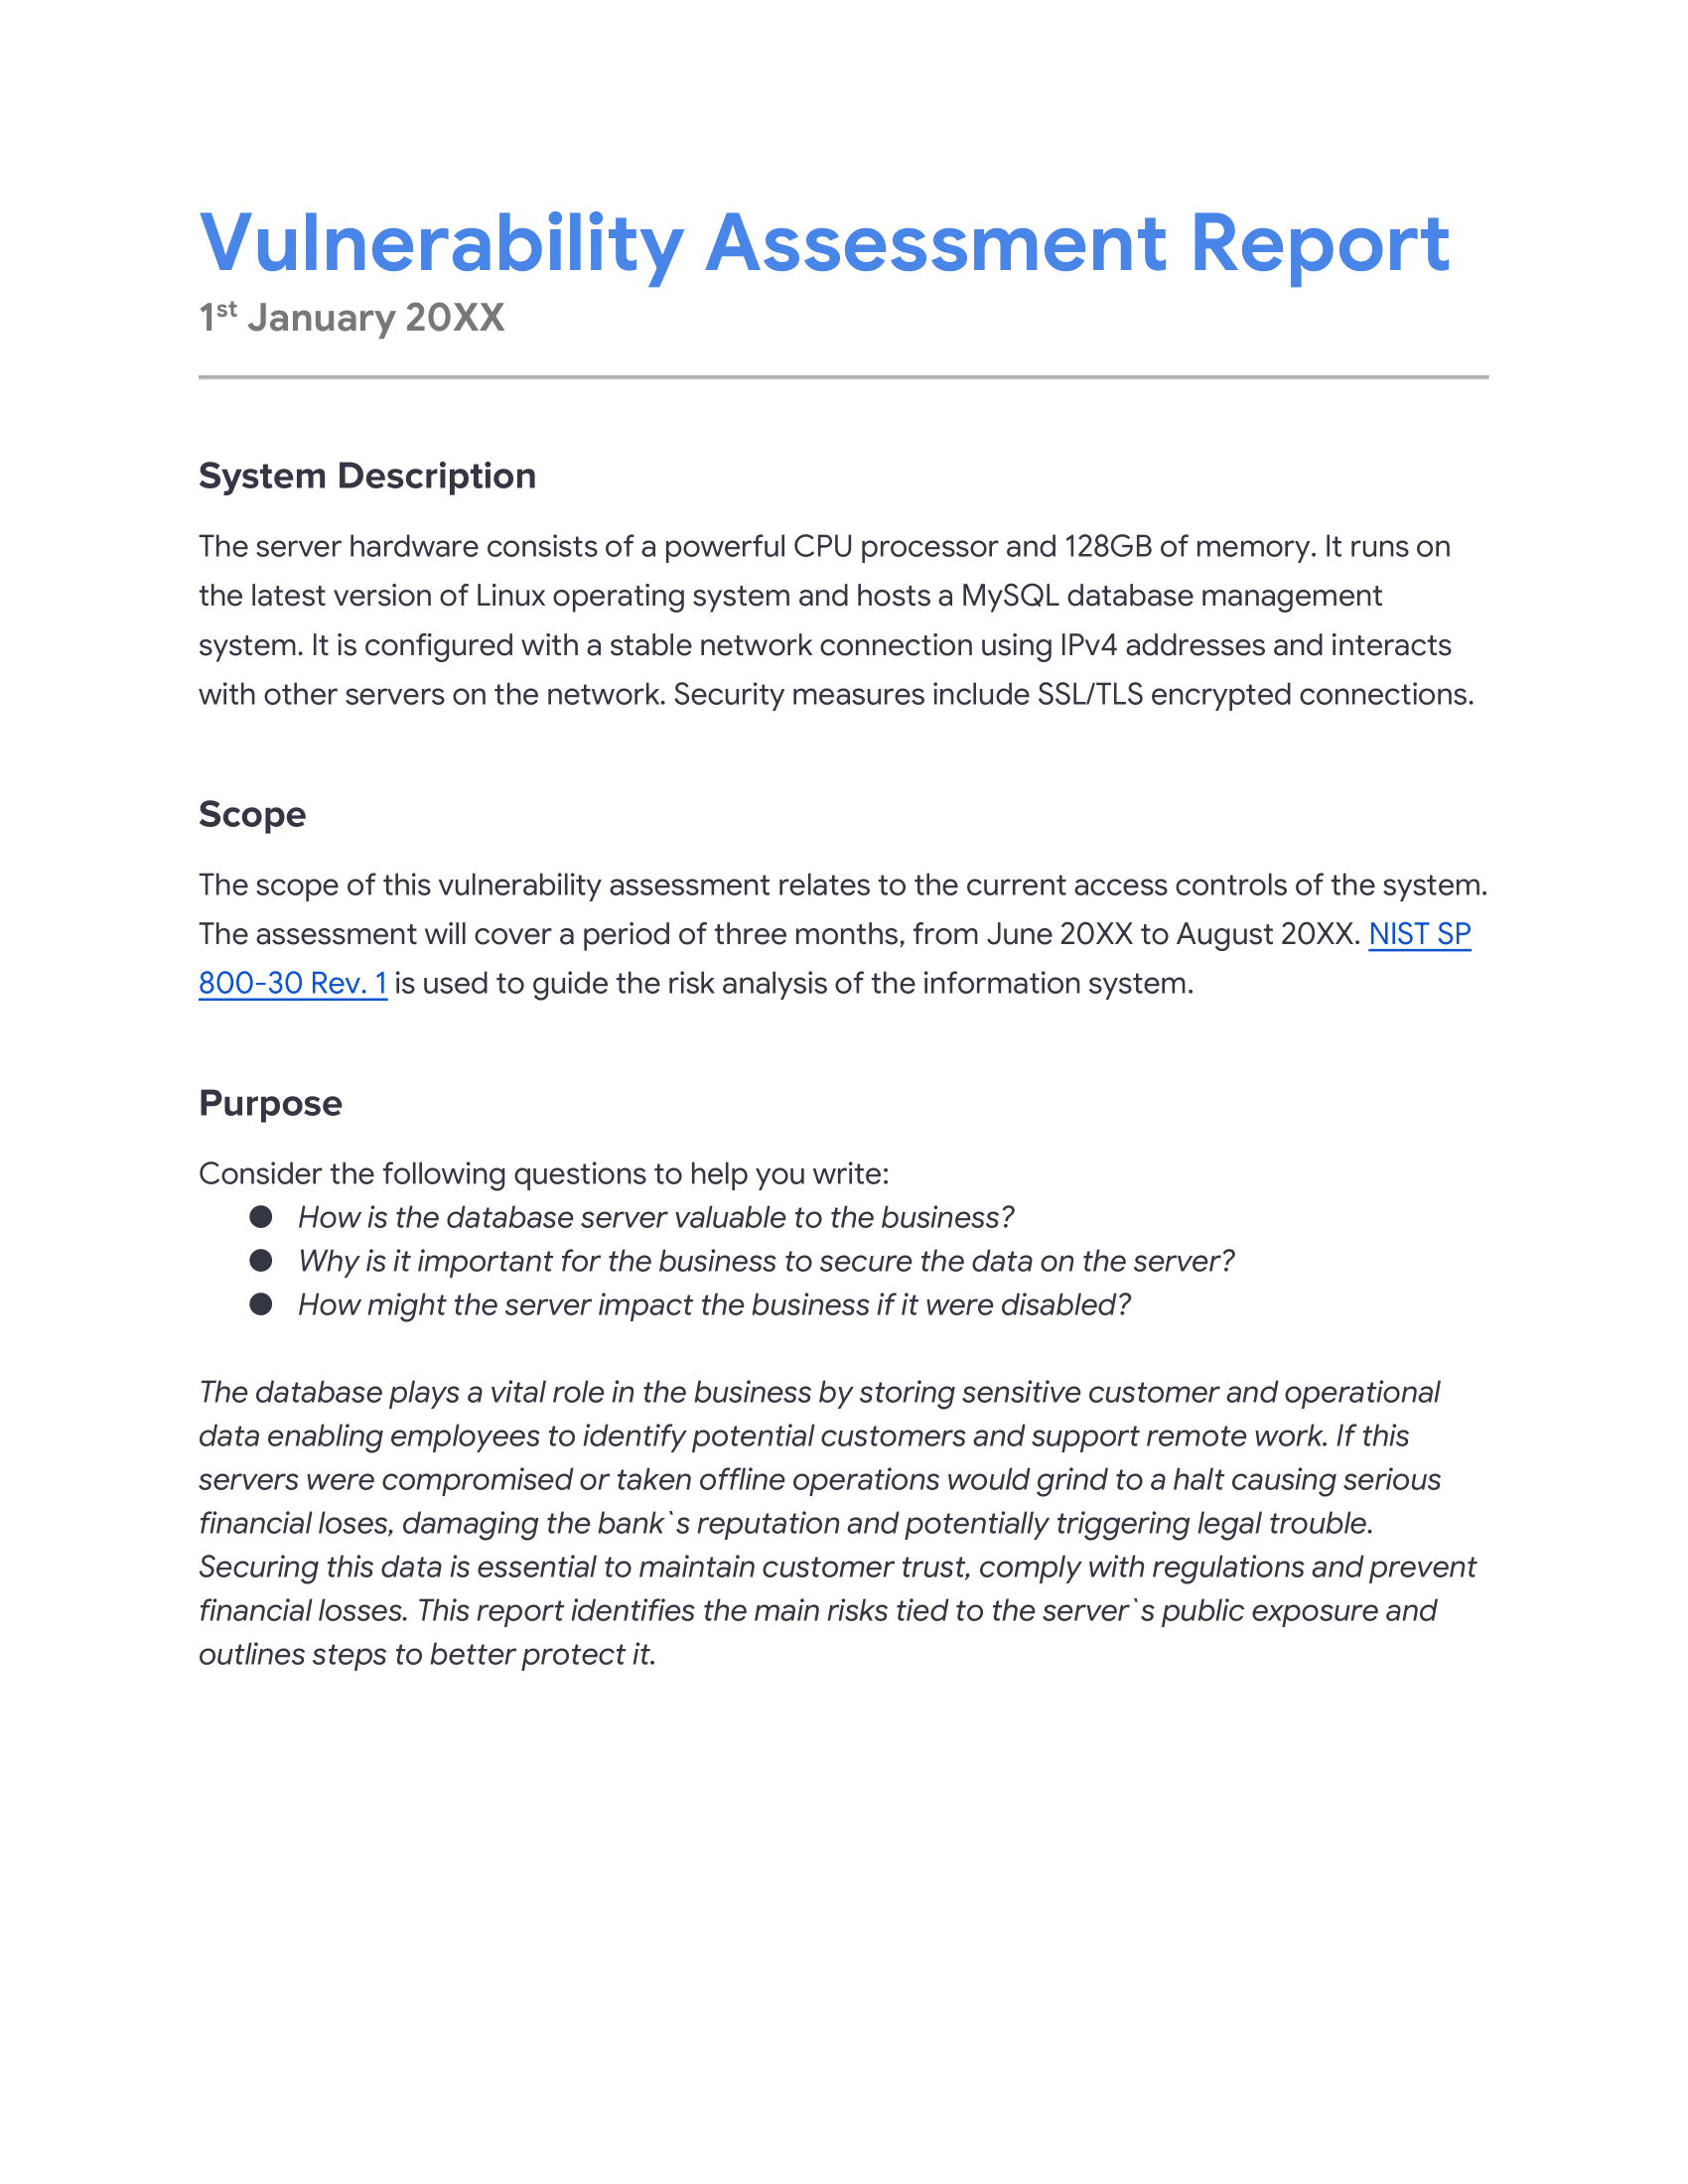 Vulnerability Assessment Report
1st January 20XX
System Description
The server hardware consists of a powerful CPU processor and 128GB of memory. It runs on
the latest version of Linux operating system and hosts a MySQL database management
system. It is configured with a stable network connection using IPv4 addresses and interacts
with other servers on the network. Security measures include SSL/TLS encrypted connections.
Scope
The scope of this vulnerability assessment relates to the current access controls of the system.
The assessment will cover a period of three months, from June 20XX to August 20XX. NIST SP
800-30 Rev. 1 is used to guide the risk analysis of the information system.
Purpose
Consider the following questions to help you write:
● How is the database server valuable to the business?
● Why is it important for the business to secure the data on the server?
● How might the server impact the business if it were disabled?
The database plays a vital role in the business by storing sensitive customer and operational
data enabling employees to identify potential customers and support remote work. If this
servers were compromised or taken offline operations would grind to a halt causing serious
financial loses, damaging the bank`s reputation and potentially triggering legal trouble.
Securing this data is essential to maintain customer trust, comply with regulations and prevent
financial losses. This report identifies the main risks tied to the server`s public exposure and
outlines steps to better protect it.